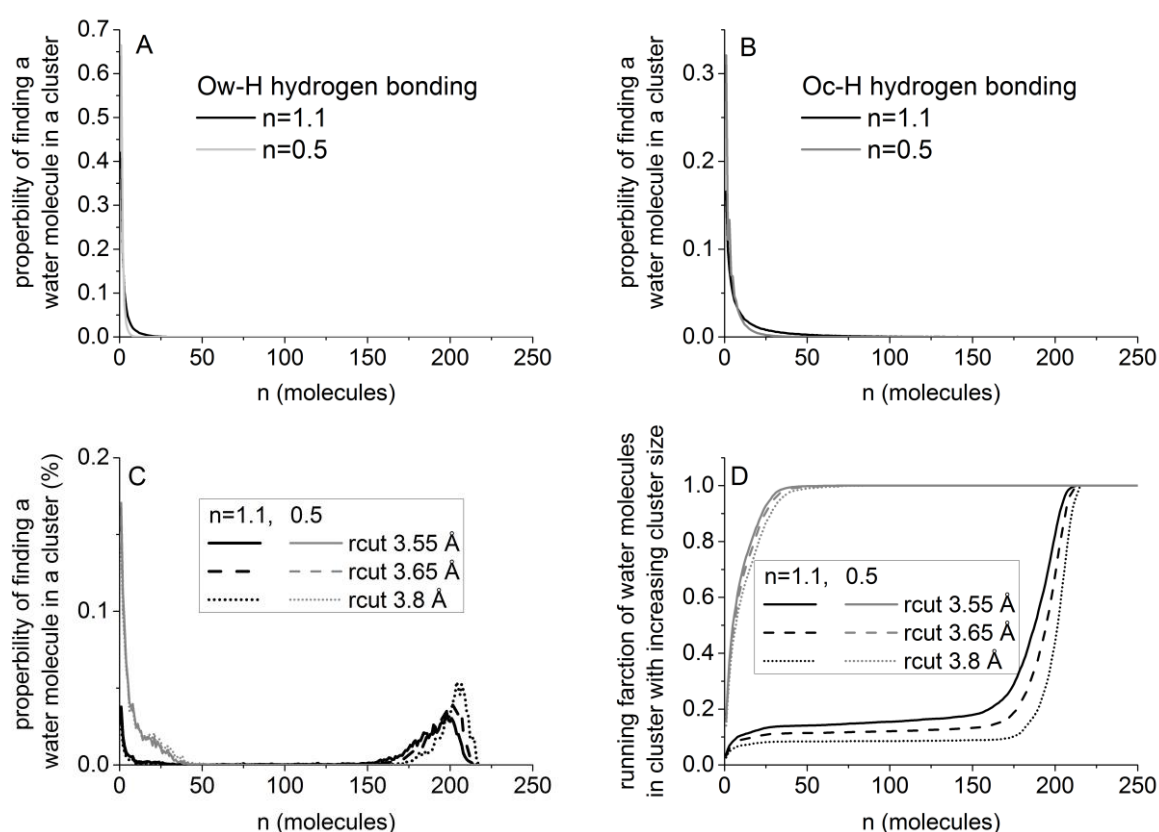 A
properbility of finding a
water molecule in a cluster
0.7
0.6
0.5
0.4
0.3
0.2
0.1
0.0
Ow-H hydrogen bonding
n=1.1
n=0.5
0 50 100 150 200 250
n (molecules)
B
properbility of finding a
water molecule in a cluster
0.3
0.2
0.1
0.0
Oc-H hydrogen bonding
n=1.1
n=0.5
0 50 100 150 200 250
n (molecules)
C
properbility of finding a
water molecule in a cluster (%)
0.2
0.1
0.0
n=1.1, 0.5
rcut 3.55 Å
rcut 3.65 Å
rcut 3.8 Å
0 50 100 150 200 250
n (molecules)
D
running farction of water molecules
in cluster with increasing cluster size
1.0
0.8
0.6
0.4
0.2
0.0
n=1.1, 0.5
rcut 3.55 Å
rcut 3.65 Å
rcut 3.8 Å
0 50 100 150 200 250
n (molecules)